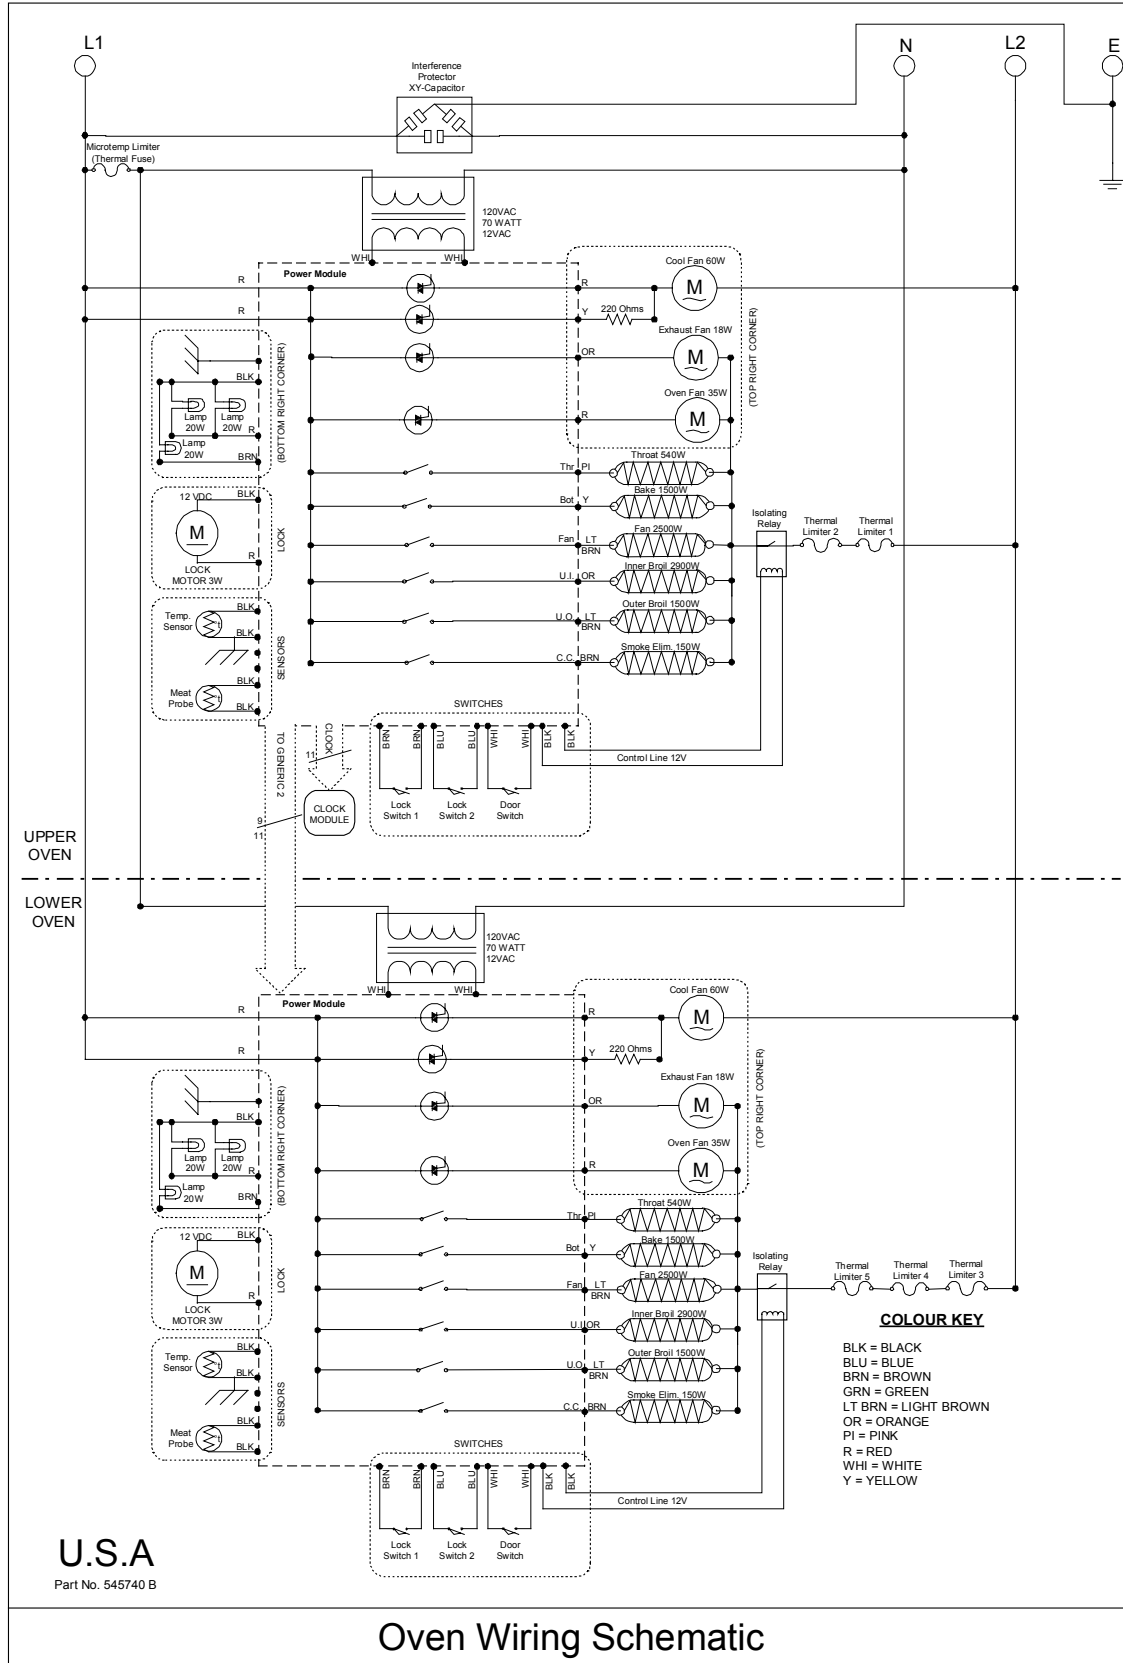 L1
N
L2
E
Interference
Protector
XY-Capacitor
Microtemp Limiter
(Thermal Fuse)
120VAC
70 WATT
12VAC
WHI
WHI
Power Module
R
R
R
Cool Fan 60W
M
Y
220 Ohms
OR
Exhaust Fan 18W
M
R
Oven Fan 35W
M
(TOP RIGHT CORNER)
BLK
Lamp
20W
Lamp
20W
R
Lamp
20W
BRN
(BOTTOM RIGHT CORNER)
12 VDC
BLK
M
R
LOCK
MOTOR 3W
LOCK
Temp.
Sensor
BLK
BLK
Meat
Probe
BLK
BLK
SENSORS
°t
°t
Thr
PI
Throat 540W
Bot
Y
Bake 1500W
Fan
LT
BRN
Fan 2500W
U.I.
OR
Inner Broil 2900W
U.O.
LT
BRN
Outer Broil 1500W
C.C.
BRN
Smoke Elim. 150W
Isolating
Relay
Thermal
Limiter 2
Thermal
Limiter 1
SWITCHES
BRN
BRN
BLU
BLU
WHI
WHI
BLK
BLK
Control Line 12V
Lock
Switch 1
Lock
Switch 2
Door
Switch
TO GENERIC 2
CLOCK
11
CLOCK
MODULE
9
11
UPPER
OVEN
LOWER
OVEN
120VAC
70 WATT
12VAC
WHI
WHI
Power Module
R
R
R
Cool Fan 60W
M
Y
220 Ohms
OR
Exhaust Fan 18W
M
R
Oven Fan 35W
M
(TOP RIGHT CORNER)
BLK
Lamp
20W
Lamp
20W
R
Lamp
20W
BRN
(BOTTOM RIGHT CORNER)
12 VDC
BLK
M
R
LOCK
MOTOR 3W
LOCK
Temp.
Sensor
BLK
BLK
Meat
Probe
BLK
BLK
SENSORS
°t
°t
Thr
PI
Throat 540W
Bot
Y
Bake 1500W
Fan
LT
BRN
Fan 2500W
U.I.
OR
Inner Broil 2900W
U.O.
LT
BRN
Outer Broil 1500W
C.C.
BRN
Smoke Elim. 150W
Isolating
Relay
Thermal
Limiter 5
Thermal
Limiter 4
Thermal
Limiter 3
COLOUR KEY
BLK = BLACK
BLU = BLUE
BRN = BROWN
GRN = GREEN
LT BRN = LIGHT BROWN
OR = ORANGE
PI = PINK
R = RED
WHI = WHITE
Y = YELLOW
SWITCHES
BRN
BRN
BLU
BLU
WHI
WHI
BLK
BLK
Control Line 12V
Lock
Switch 1
Lock
Switch 2
Door
Switch
U.S.A
Part No. 545740 B
Oven Wiring Schematic